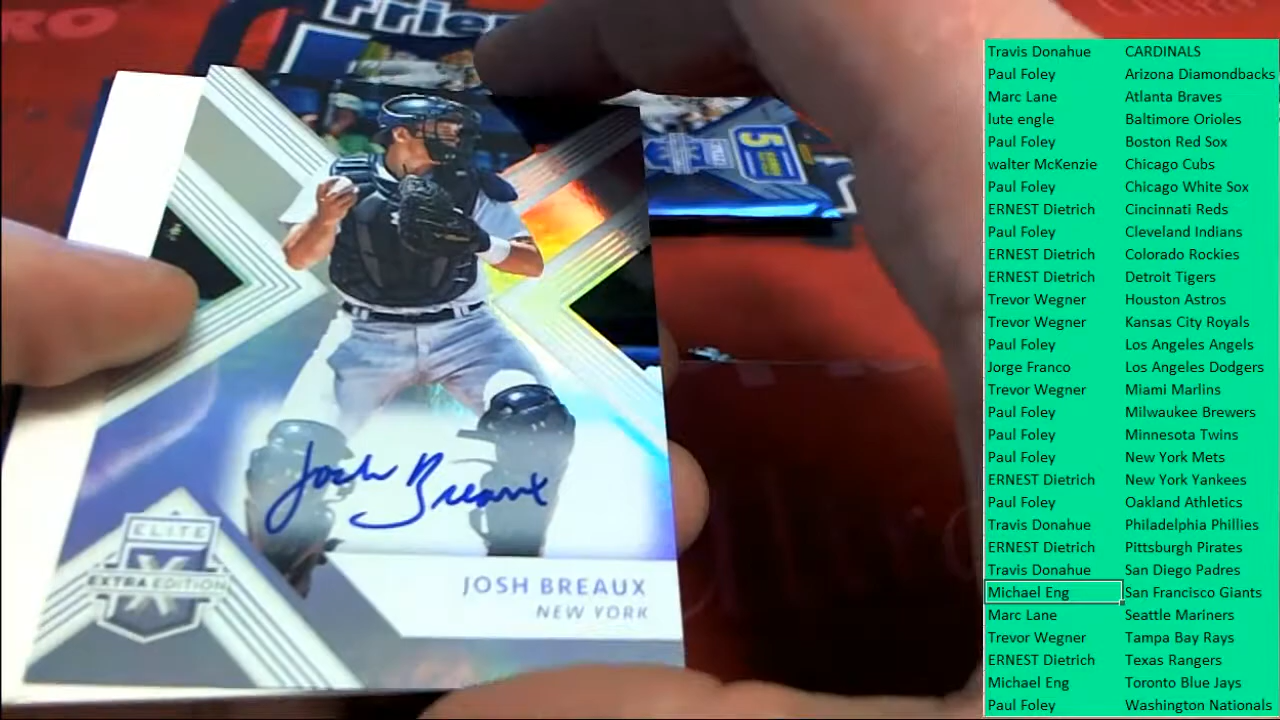 RO
Frien
5
Josh Breaux
ELITE
EXTRA EDITION
JOSH BREAUX
NEW YORK
Travis Donahue CARDINALS
Paul Foley Arizona Diamondbacks
Marc Lane Atlanta Braves
lute engle Baltimore Orioles
Paul Foley Boston Red Sox
walter McKenzie Chicago Cubs
Paul Foley Chicago White Sox
ERNEST Dietrich Cincinnati Reds
Paul Foley Cleveland Indians
ERNEST Dietrich Colorado Rockies
ERNEST Dietrich Detroit Tigers
Trevor Wegner Houston Astros
Trevor Wegner Kansas City Royals
Paul Foley Los Angeles Angels
Jorge Franco Los Angeles Dodgers
Trevor Wegner Miami Marlins
Paul Foley Milwaukee Brewers
Paul Foley Minnesota Twins
Paul Foley New York Mets
ERNEST Dietrich New York Yankees
Paul Foley Oakland Athletics
Travis Donahue Philadelphia Phillies
ERNEST Dietrich Pittsburgh Pirates
Travis Donahue San Diego Padres
Michael Eng San Francisco Giants
Marc Lane Seattle Mariners
Trevor Wegner Tampa Bay Rays
ERNEST Dietrich Texas Rangers
Michael Eng Toronto Blue Jays
Paul Foley Washington Nationals